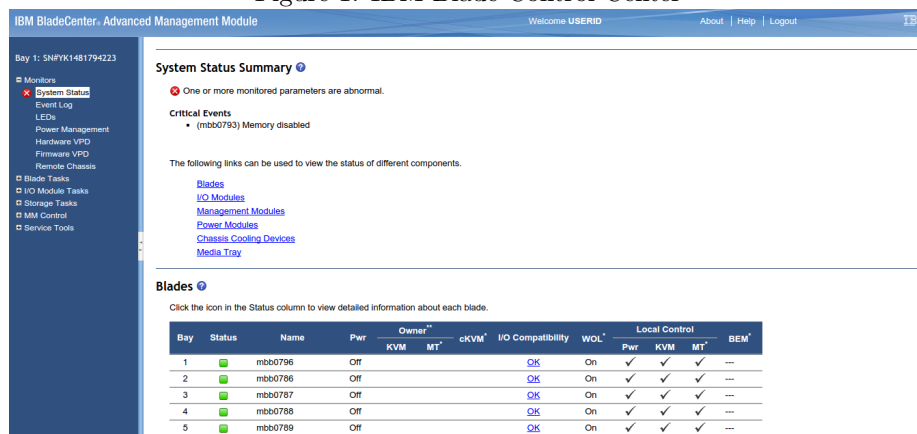 IBM BladeCenter® Advanced Management Module Welcome USERID About | Help | Logout
Bay 1: SN#YK1481794223
Monitors
System Status
Event Log
LEDs
Power Management
Hardware VPD
Firmware VPD
Remote Chassis
Blade Tasks
I/O Module Tasks
Storage Tasks
MM Control
Service Tools
System Status Summary ?
One or more monitored parameters are abnormal.
Critical Events
• (mbb0793) Memory disabled
The following links can be used to view the status of different components.
Blades
I/O Modules
Management Modules
Power Modules
Chassis Cooling Devices
Media Tray
Blades ?
Click the icon in the Status column to view detailed information about each blade.
Bay Status Name Pwr Owner** cKVM* I/O Compatibility WOL* Local Control BEM*
KVM MT* Pwr KVM MT*
1 mbb0796 Off OK On ✓ ✓ ✓ ---
2 mbb0786 Off OK On ✓ ✓ ✓ ---
3 mbb0787 Off OK On ✓ ✓ ✓ ---
4 mbb0788 Off OK On ✓ ✓ ✓ ---
5 mbb0789 Off OK On ✓ ✓ ✓ ---